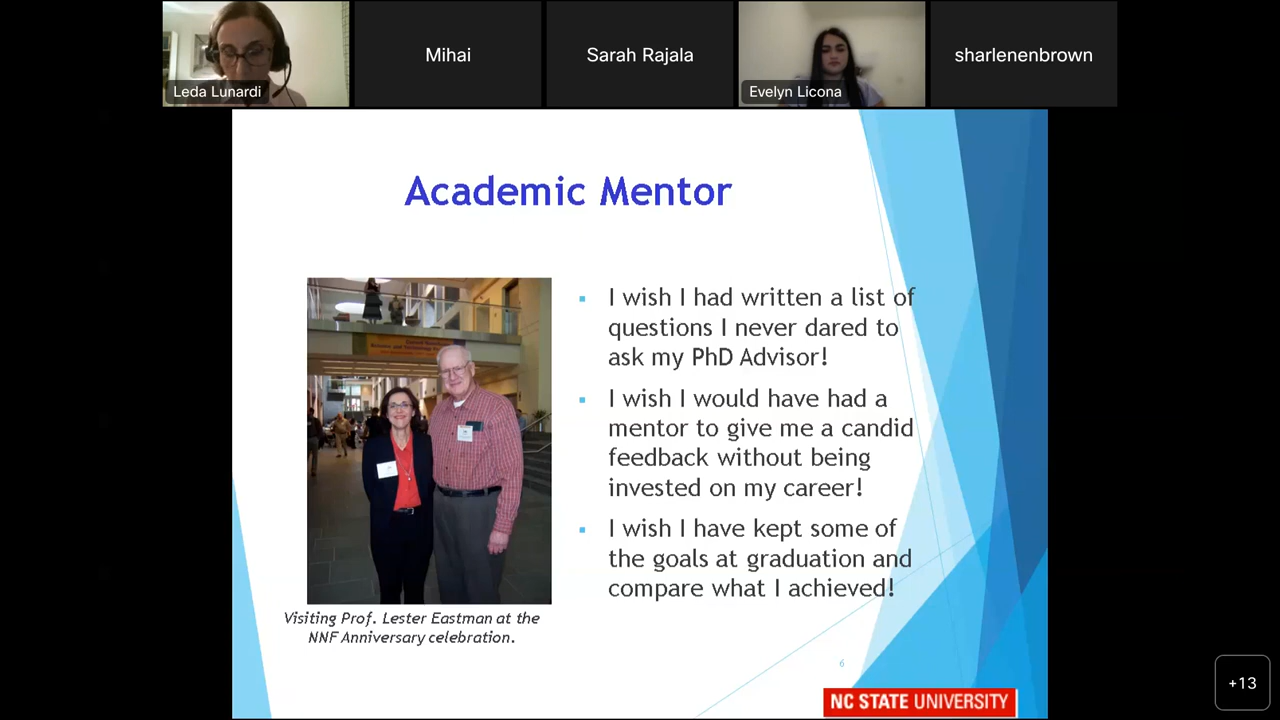 Mihai
Sarah Rajala
sharlenenbrown
Leda Lunardi
Evelyn Licona
Academic Mentor
I wish I had written a list of
questions I never dared to
ask my PhD Advisor!
I wish I would have had a
mentor to give me a candid
feedback without being
invested on my career!
I wish I have kept some of
the goals at graduation and
compare what I achieved!
Visiting Prof. Lester Eastman at the
NNF Anniversary celebration.
6
NC STATE UNIVERSITY
+13